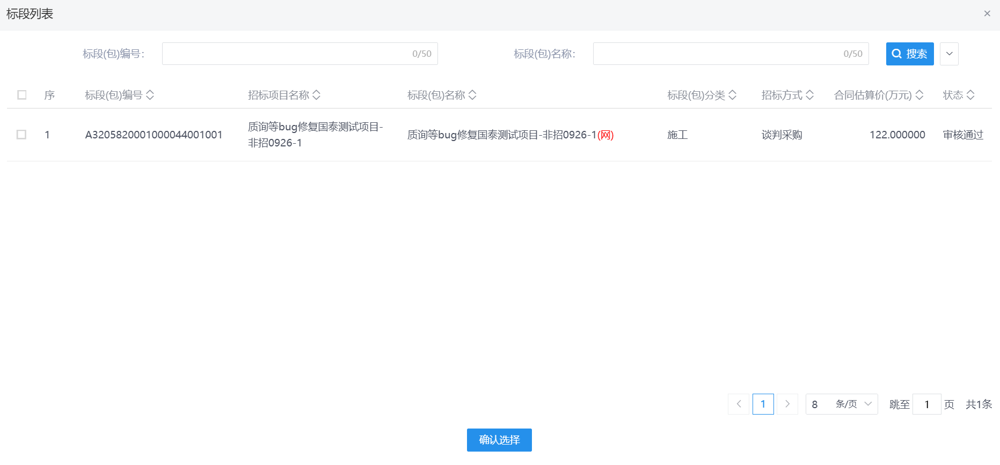 标段列表
标段(包)编号: 0/50 标段(包)名称: 0/50 搜索
序 标段(包)编号 招标项目名称 标段(包)名称 标段(包)分类 招标方式 合同估算价(万元) 状态
1 A3205820001000044001001 质询等bug修复国泰测试项目-
非招0926-1 质询等bug修复国泰测试项目-非招0926-1(网) 施工 谈判采购 122.000000 审核通过
1 8 条/页 跳至 1 页 共1条
确认选择